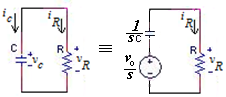 i_c i_R
C + v_c - R + v_R -
≡
1/sC
v_o/s + -
i_R
R + v_R -